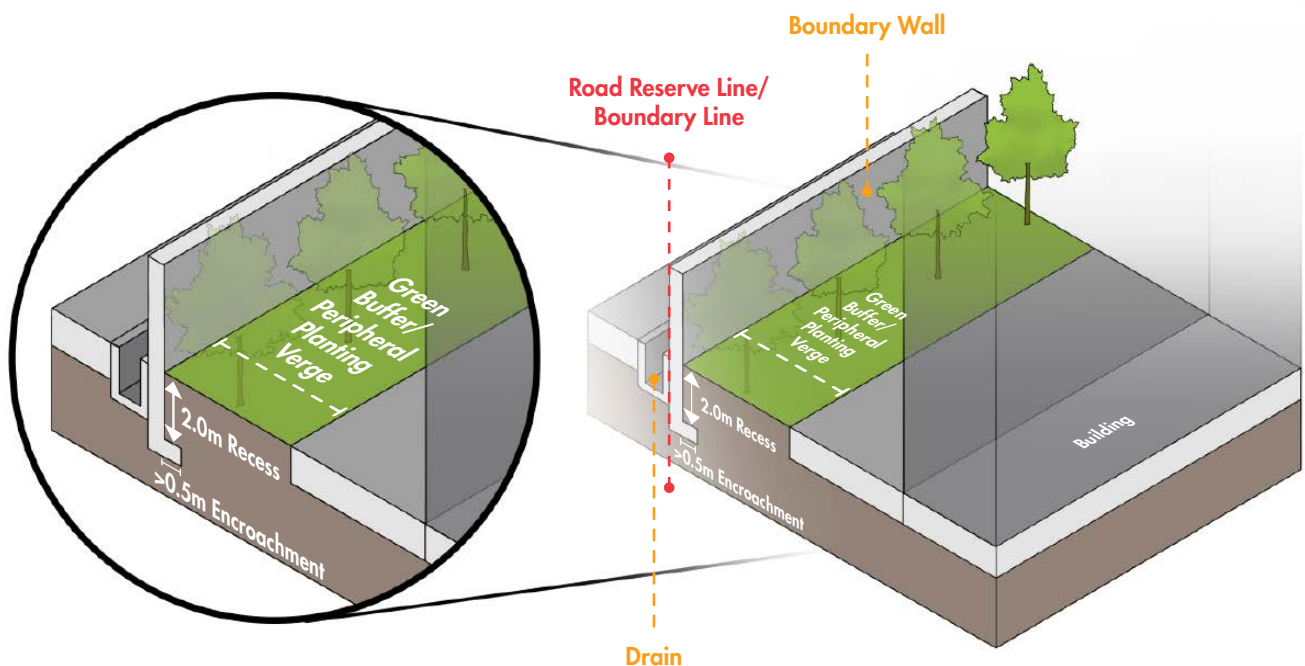 Boundary Wall
Road Reserve Line/
Boundary Line
Green
Buffer/
Peripheral
Planting
Verge
2.0m Recess
>0.5m Encroachment
Green
Buffer/
Peripheral
Planting
Verge
2.0m Recess
>0.5m Encroachment
Building
Drain